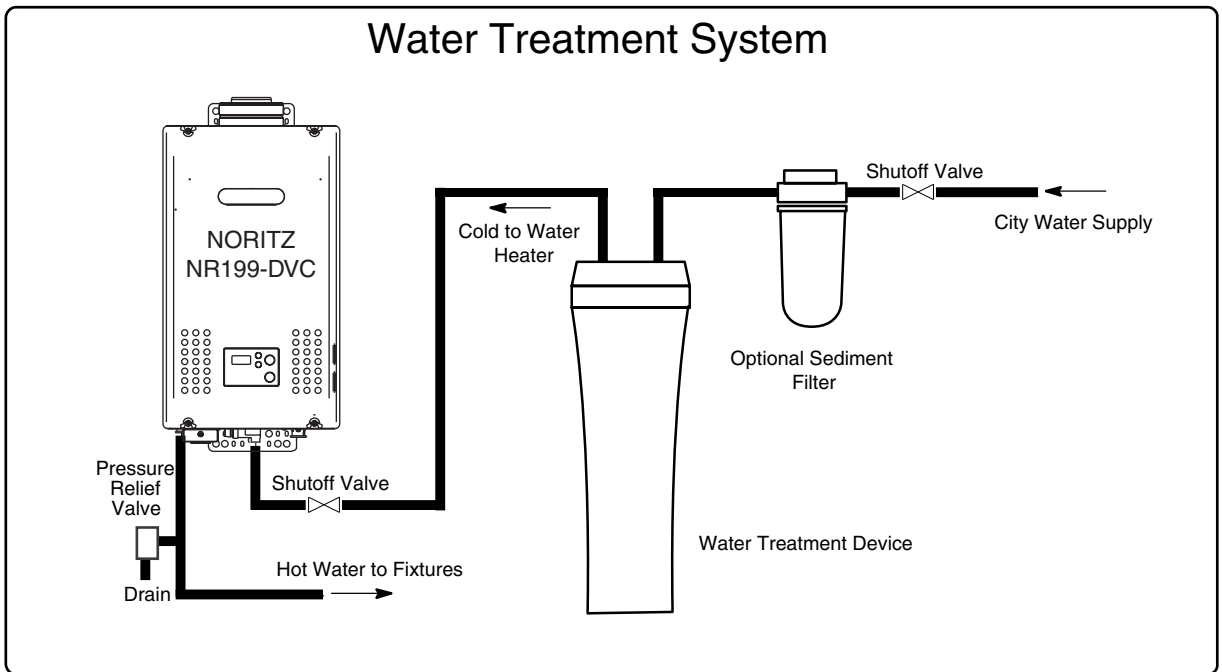 Water Treatment System
NORITZ
NR199-DVC
Shutoff Valve
City Water Supply
Cold to Water
Heater
Optional Sediment
Filter
Pressure
Relief
Valve
Shutoff Valve
Water Treatment Device
Hot Water to Fixtures
Drain